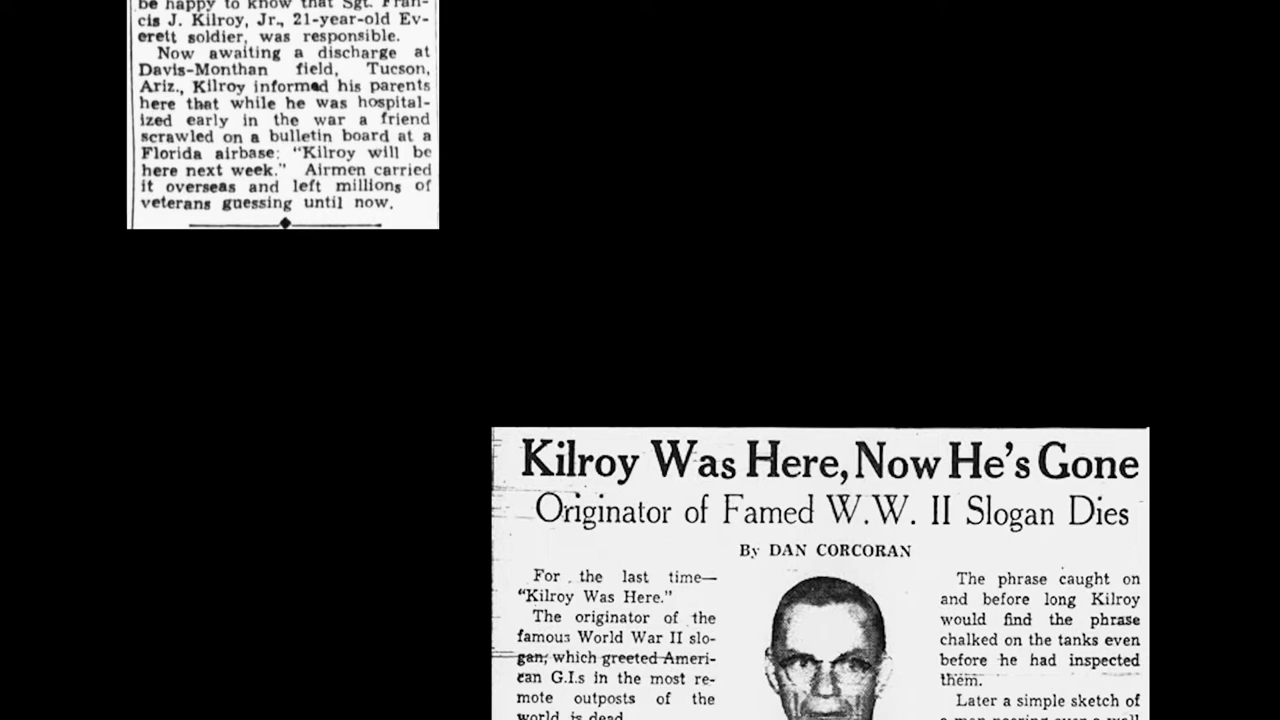 be happy to know that Sgt. Fran-
cis J. Kilroy, Jr., 21-year-old Ev-
erett soldier, was responsible.
Now awaiting a discharge at
Davis-Monthan field, Tucson,
Ariz., Kilroy informed his parents
here that while he was hospital-
ized early in the war a friend
scrawled on a bulletin board at a
Florida airbase: "Kilroy will be
here next week." Airmen carried
it overseas and left millions of
veterans guessing until now.
Kilroy Was Here, Now He's Gone
Originator of Famed W.W. II Slogan Dies
By DAN CORCORAN
For the last time—
"Kilroy Was Here."
The originator of the
famous World War II slo-
gan, which greeted Ameri-
can G.I.s in the most re-
mote outposts of the
world, is dead.
The phrase caught on
and before long Kilroy
would find the phrase
chalked on the tanks even
before he had inspected
them.
Later a simple sketch of
a man peering over a wall